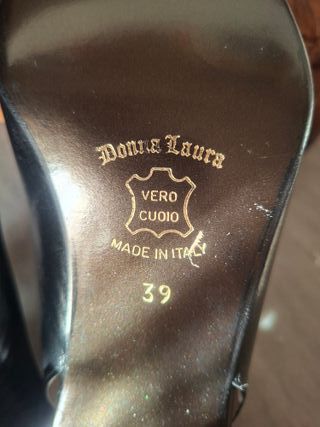 Donna Laura
VERO
CUOIO
MADE IN ITALY
39